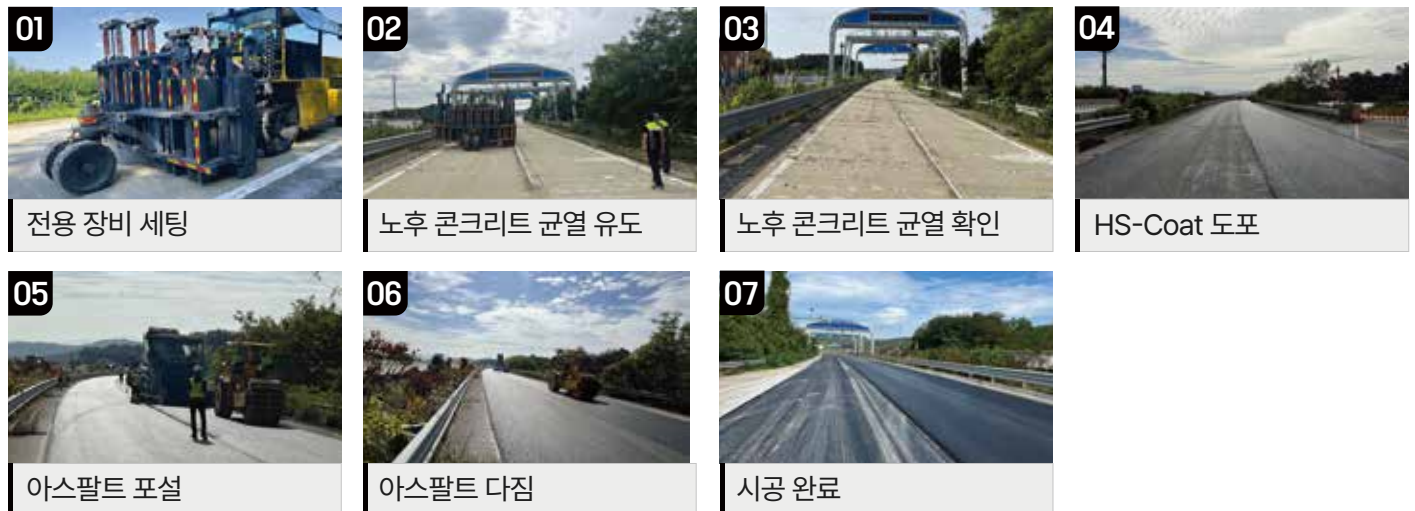 01
전용 장비 세팅
02
노후 콘크리트 균열 유도
03
노후 콘크리트 균열 확인
04
HS-Coat 도포
05
아스팔트 포설
06
아스팔트 다짐
07
시공 완료